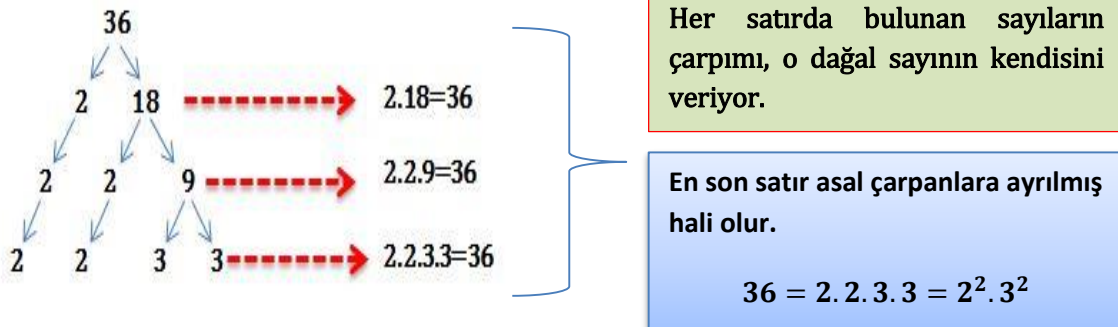 36
2 18 2.18=36
2 2 9 2.2.9=36
2 2 3 3 2.2.3.3=36
Her satırda bulunan sayıların
çarpımı, o dağal sayının kendisini
veriyor.
En son satır asal çarpanlara ayrılmış
hali olur.
36 = 2. 2. 3. 3 = 2². 3²